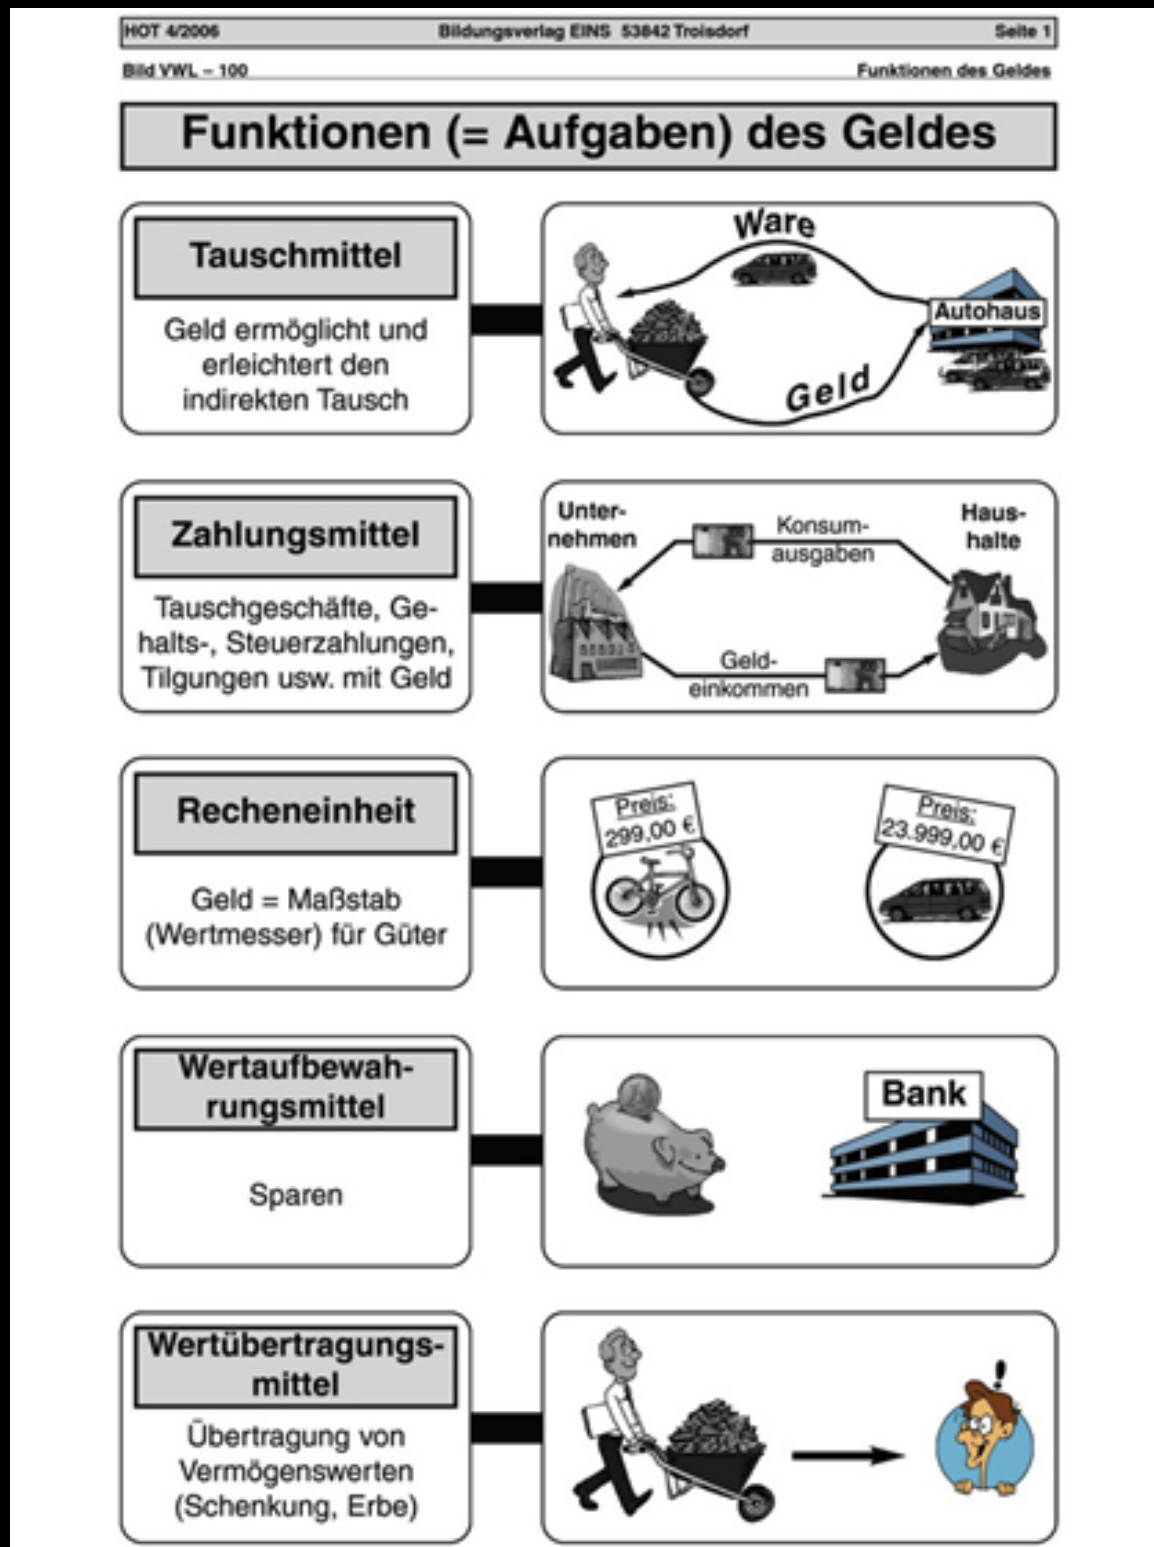 HOT 4/2006 Bildungsverlag EINS 53842 Troisdorf Seite 1
Bild VWL – 100 Funktionen des Geldes
Funktionen (= Aufgaben) des Geldes
Tauschmittel
Geld ermöglicht und
erleichtert den
indirekten Tausch
Ware
Autohaus
Geld
Zahlungsmittel
Tauschgeschäfte, Ge-
halts-, Steuerzahlungen,
Tilgungen usw. mit Geld
Unter-
nehmen
Konsum-
ausgaben
Haus-
halte
Geld-
einkommen
Recheneinheit
Geld = Maßstab
(Wertmesser) für Güter
Preis:
299,00 €
Preis:
23.999,00 €
Wertaufbewah-
rungsmittel
Sparen
Bank
Wertübertragungs-
mittel
Übertragung von
Vermögenswerten
(Schenkung, Erbe)
!